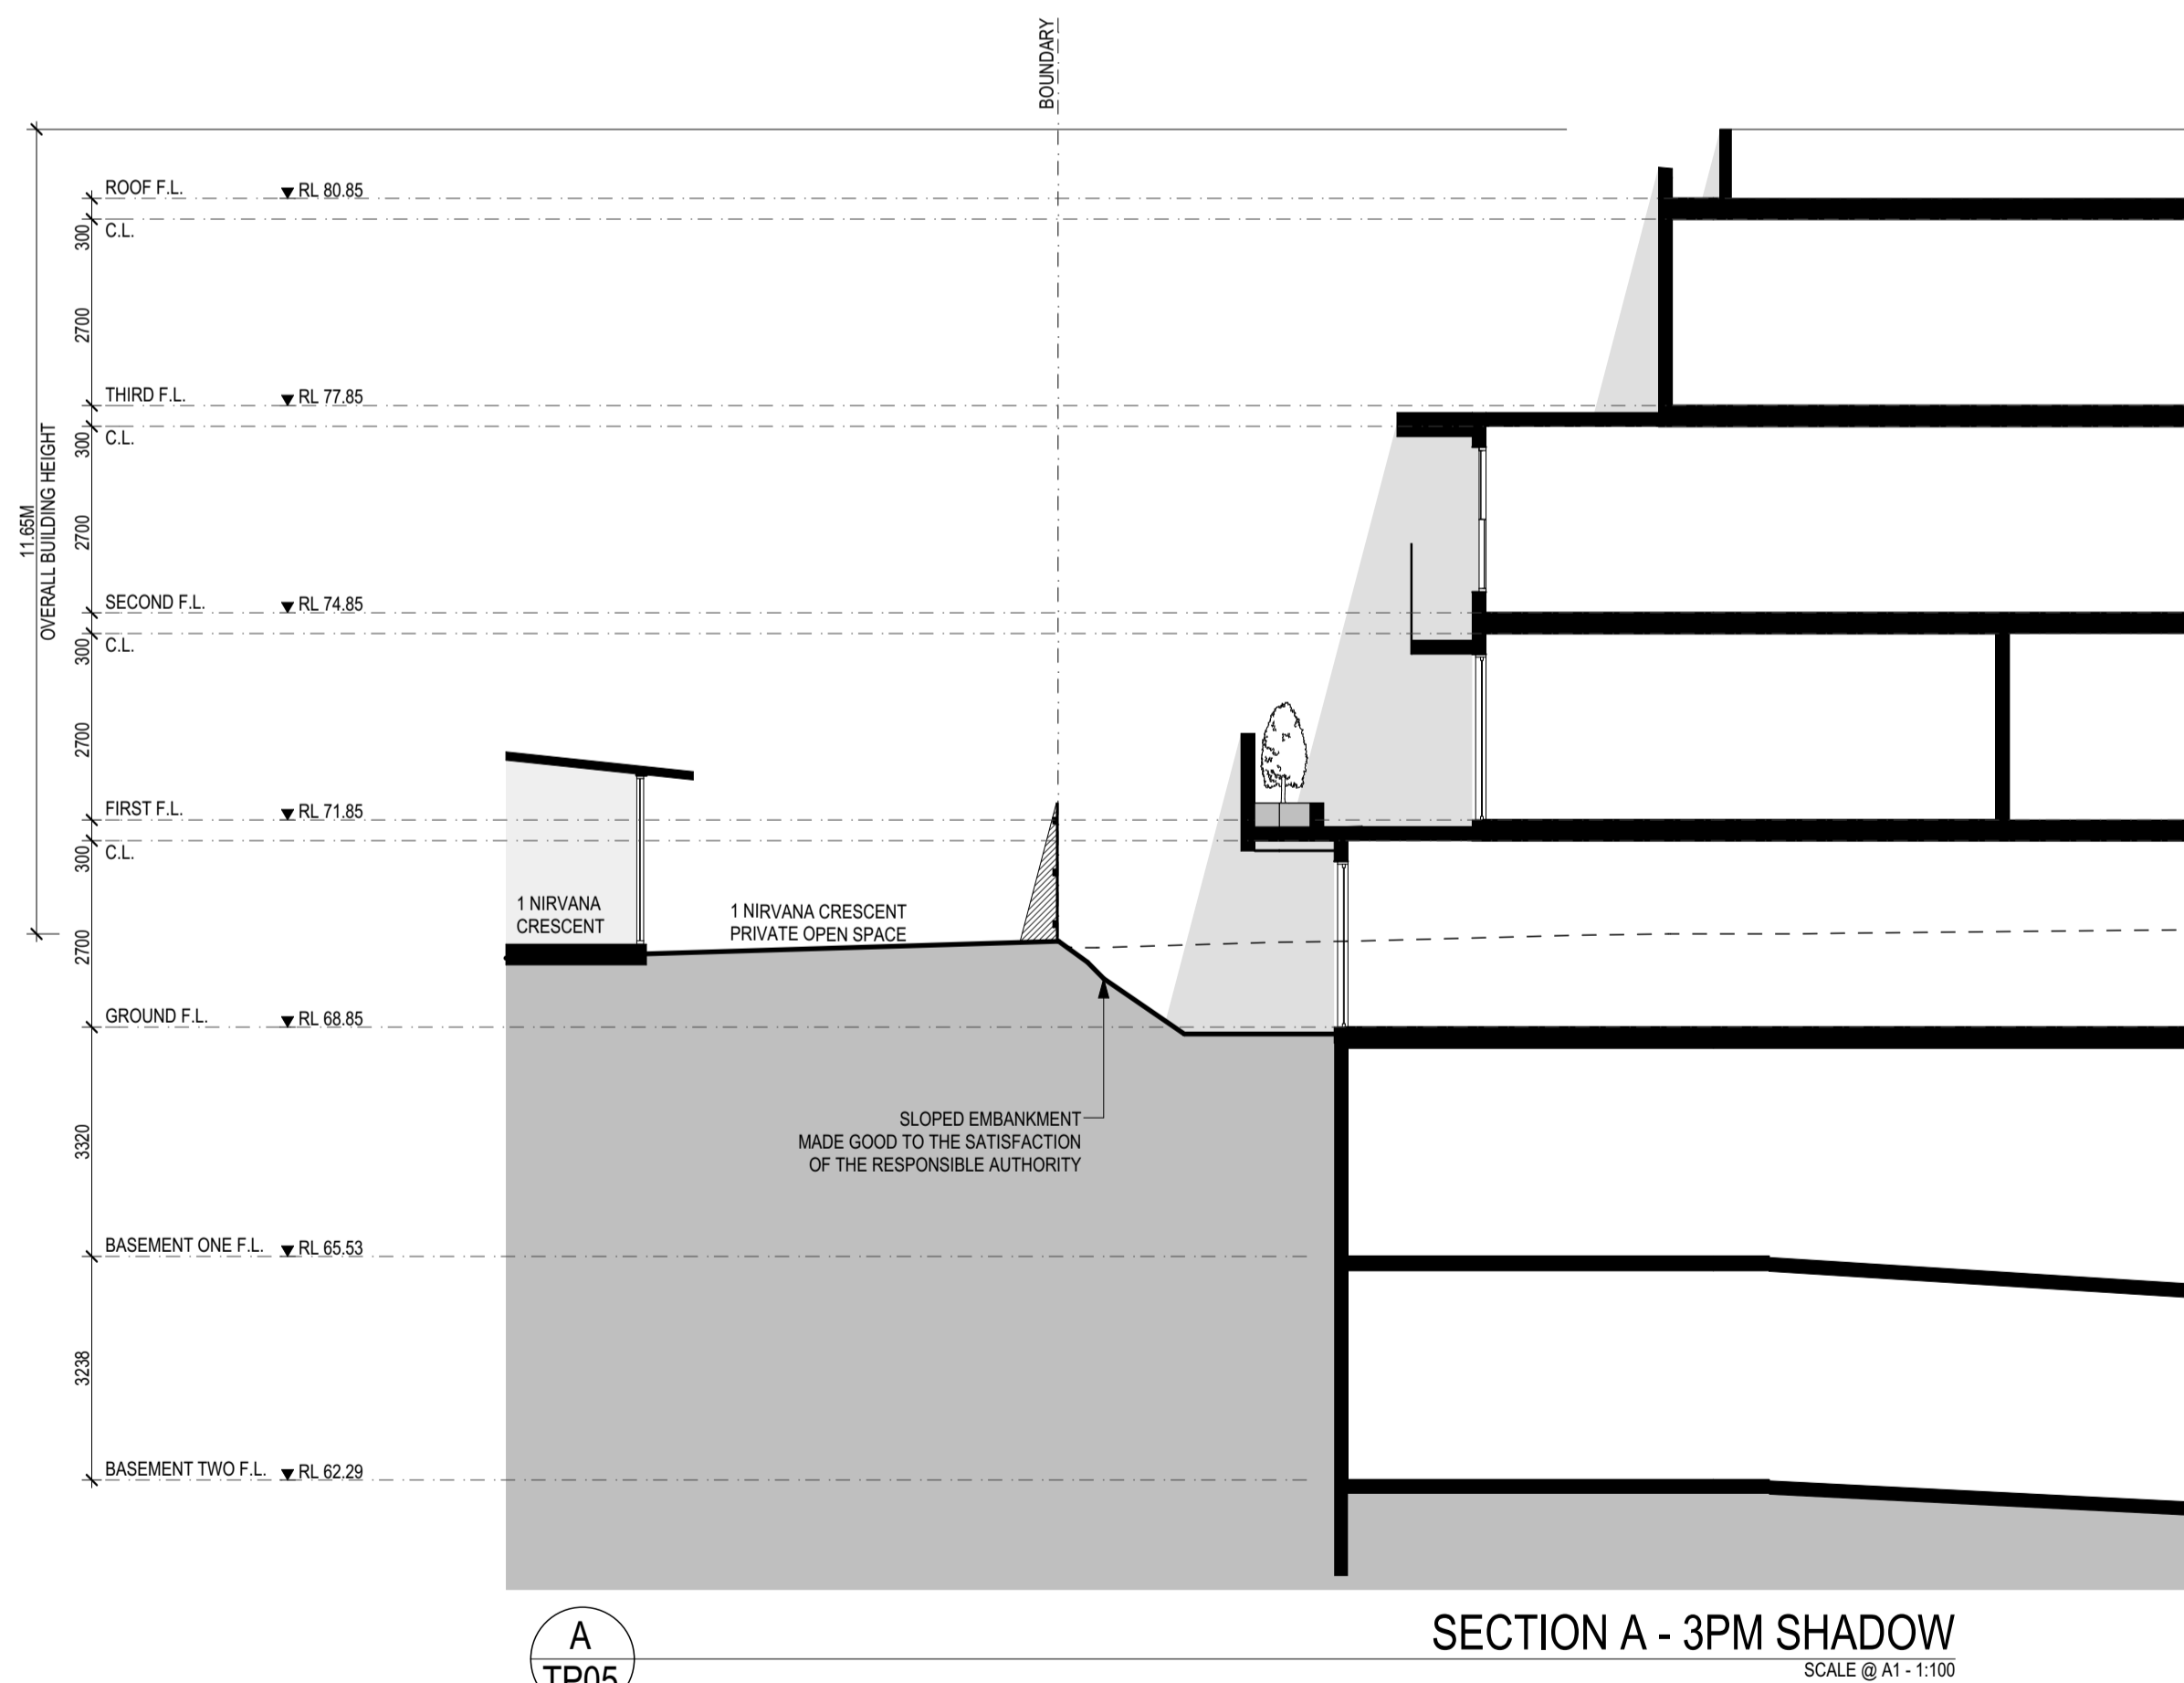 BOUNDARY
ROOF F.L. RL 80.85
300
C.L.
2700
THIRD F.L. RL 77.85
300
C.L.
11.65M
OVERALL BUILDING HEIGHT
2700
SECOND F.L. RL 74.85
300
C.L.
2700
FIRST F.L. RL 71.85
300
C.L.
1 NIRVANA
CRESCENT
1 NIRVANA CRESCENT
PRIVATE OPEN SPACE
2700
GROUND F.L. RL 68.85
SLOPED EMBANKMENT
MADE GOOD TO THE SATISFACTION
OF THE RESPONSIBLE AUTHORITY
3320
BASEMENT ONE F.L. RL 65.53
3238
BASEMENT TWO F.L. RL 62.29
A
TP05
SECTION A - 3PM SHADOW
SCALE @ A1 - 1:100